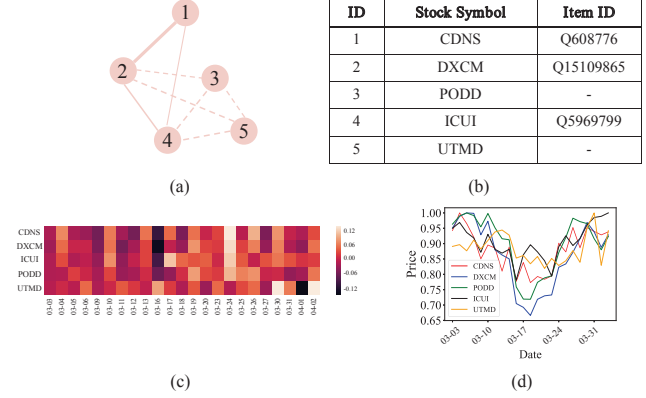 1
2
3
4
5
(a)
ID Stock Symbol Item ID
1 CDNS Q608776
2 DXCM Q15109865
3 PODD -
4 ICUI Q5969799
5 UTMD -
(b)
CDNS
DXCM
ICUI
PODD
UTMD
0.12
0.06
0.00
-0.06
-0.12
03-03 03-04 03-05 03-06 03-09 03-10 03-11 03-12 03-13 03-16 03-17 03-18 03-19 03-20 03-23 03-24 03-25 03-26 03-27 03-30 03-31 04-01 04-02
(c)
1.00
0.95
0.90
0.85
0.80
0.75
0.70
0.65
Price
CDNS
DXCM
PODD
ICUI
UTMD
03-03 03-10 03-17 03-24 03-31
Date
(d)